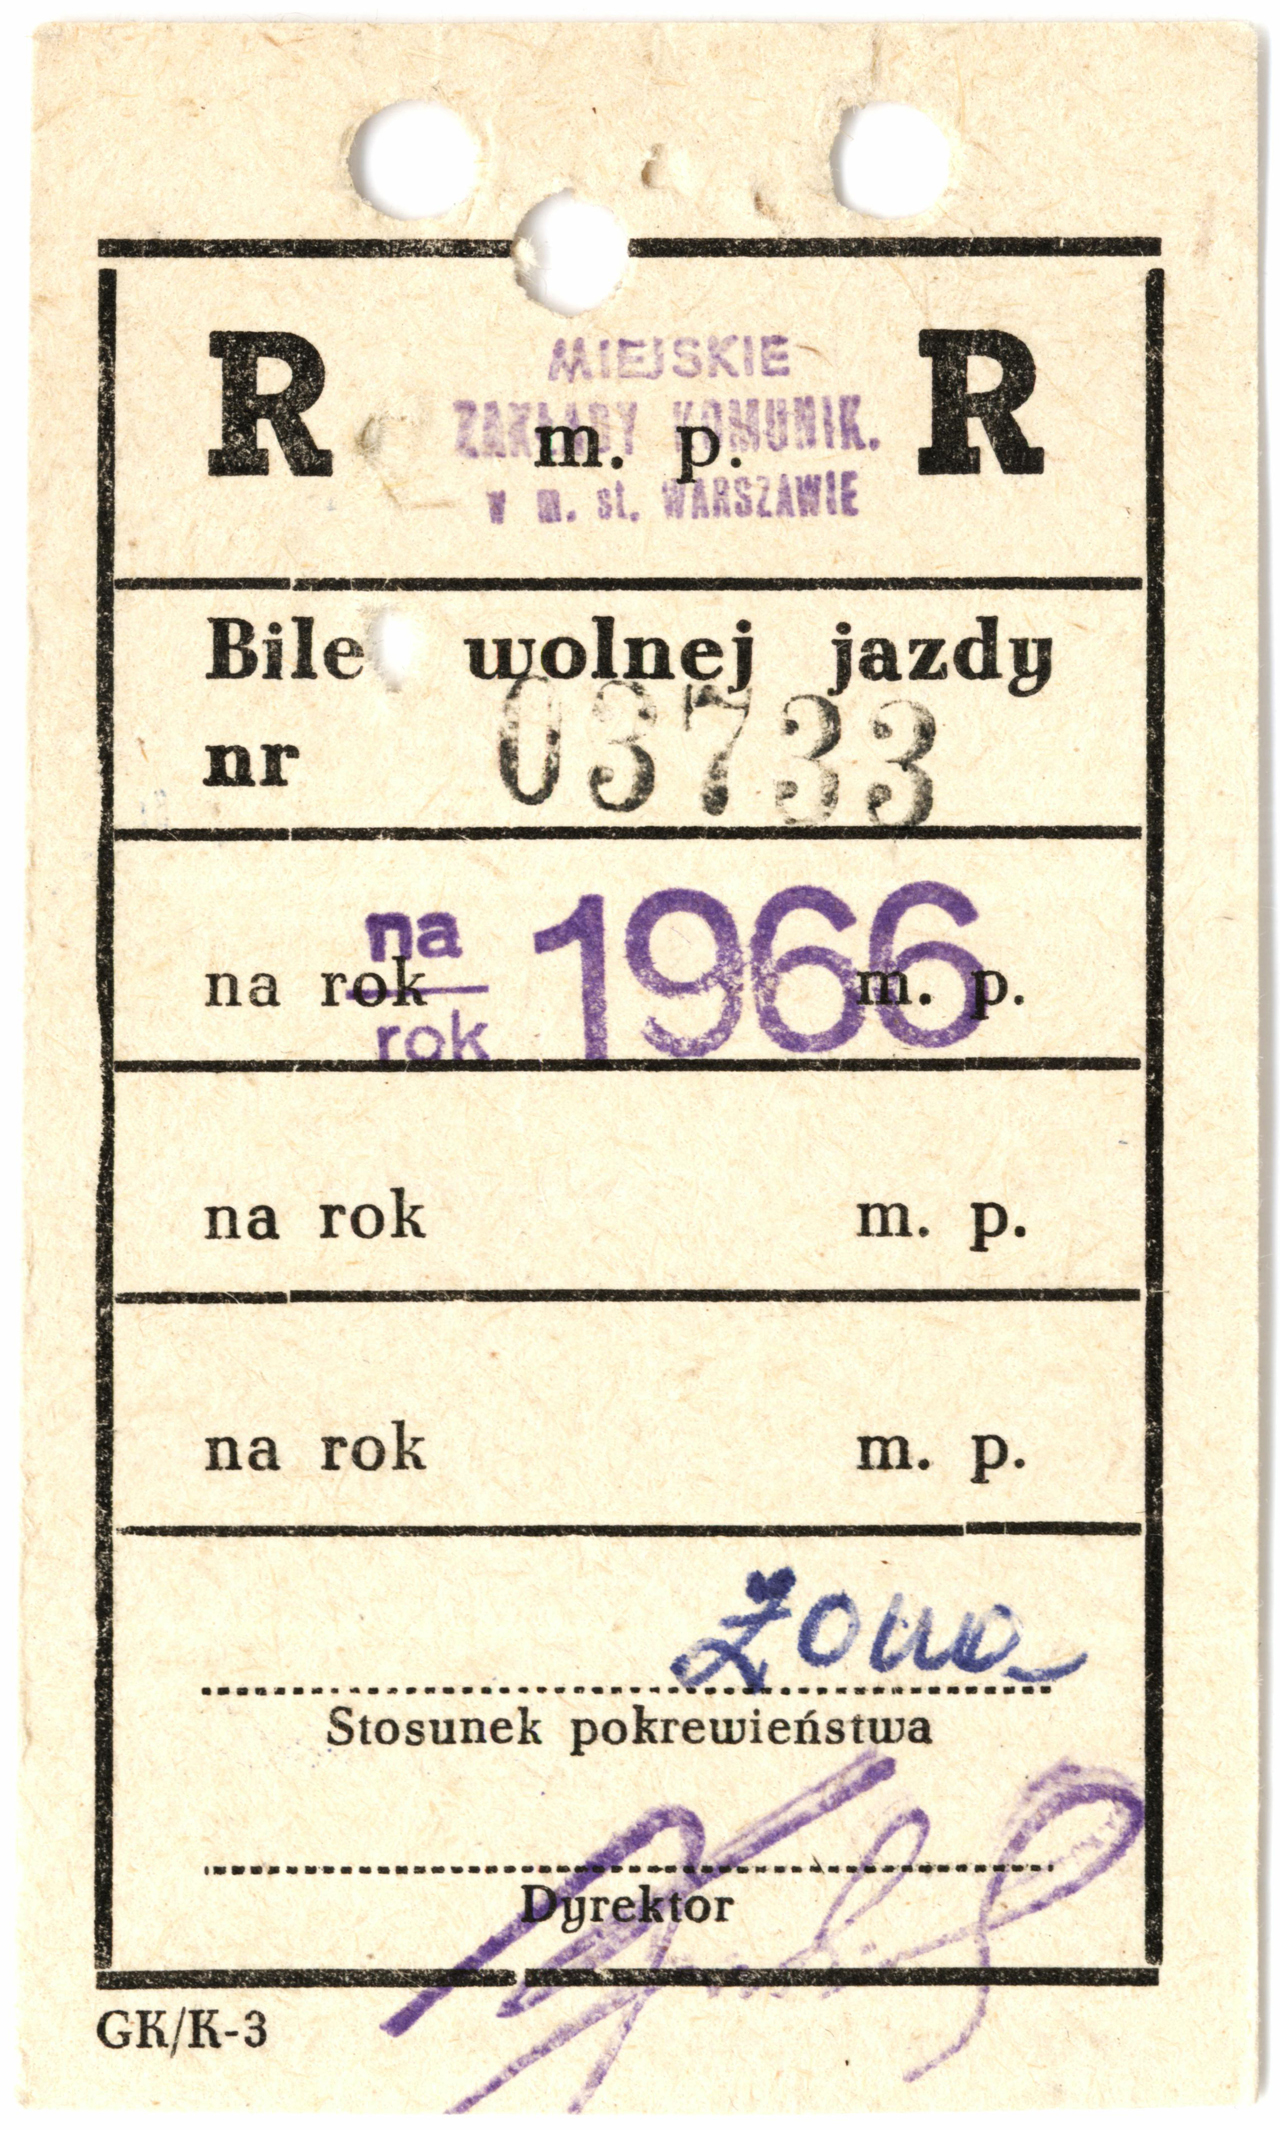 R R
MIEJSKIE
ZAKŁADY KOMUNIK.
m. p.
w m. st. WARSZAWIE
Bile wolnej jazdy
nr 03733
na
rok 1966
na rok m. p.
na rok m. p.
na rok m. p.
Żona
Stosunek pokrewieństwa
Dyrektor
GK/K-3